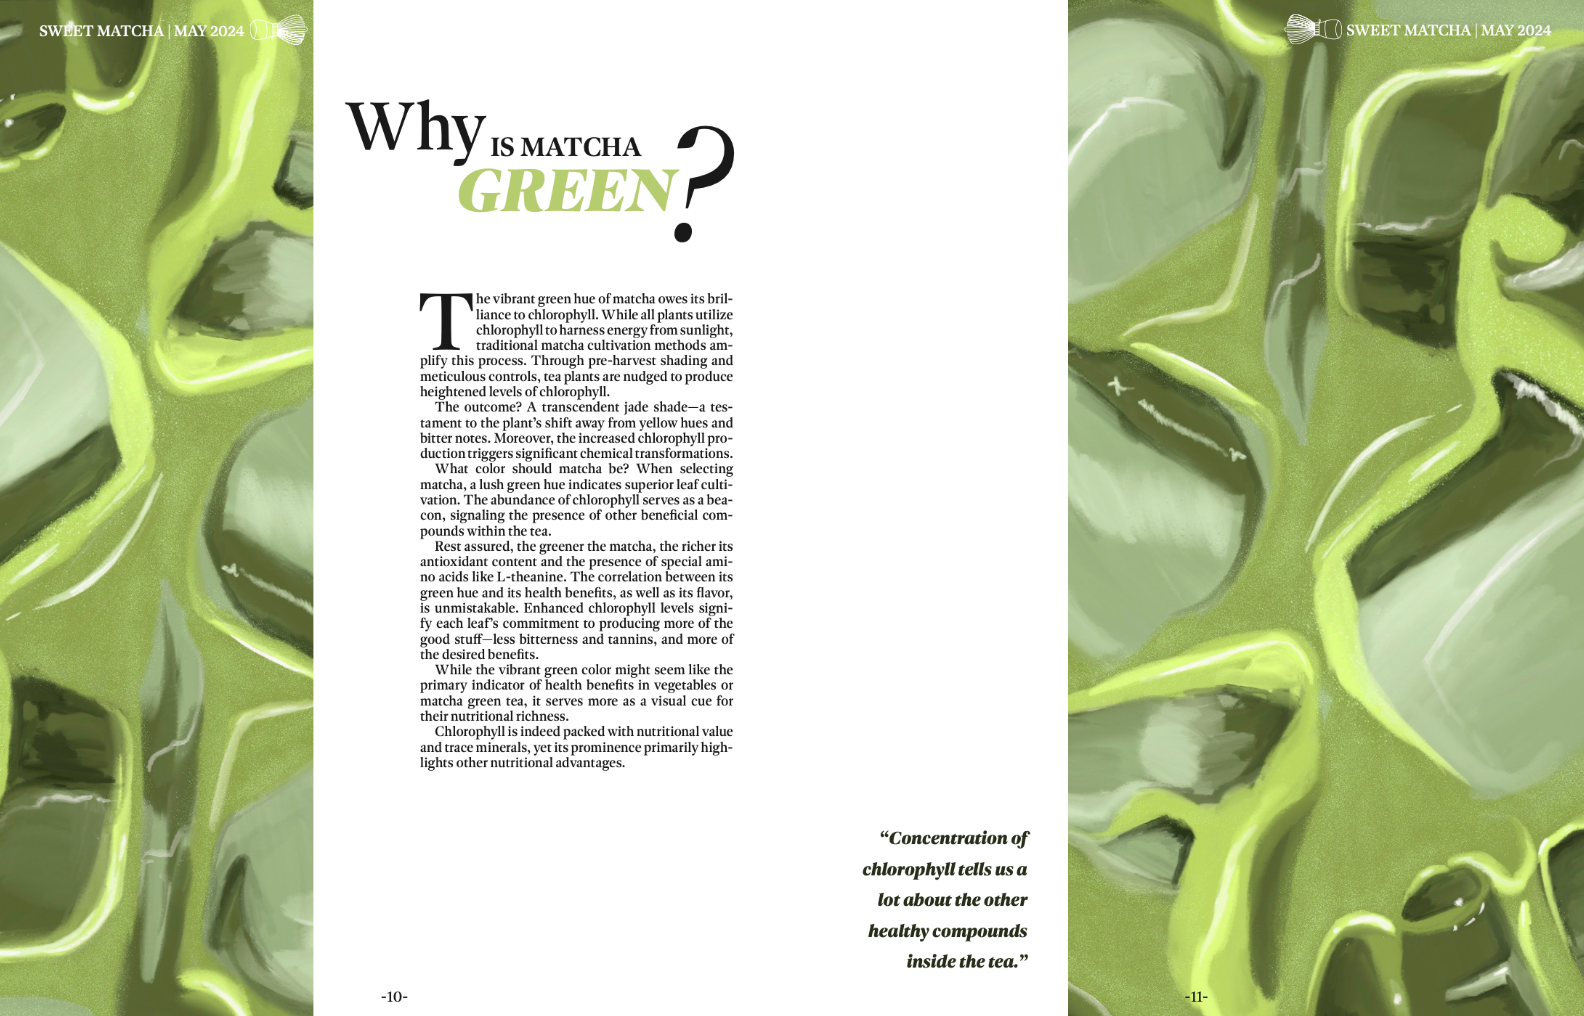 SWEET MATCHA | MAY 2024
SWEET MATCHA | MAY 2024
Why IS MATCHA
GREEN?
The vibrant green hue of matcha owes its bril-
liance to chlorophyll. While all plants utilize
chlorophyll to harness energy from sunlight,
traditional matcha cultivation methods am-
plify this process. Through pre-harvest shading and
meticulous controls, tea plants are nudged to produce
heightened levels of chlorophyll.
The outcome? A transcendent jade shade—a tes-
tament to the plant's shift away from yellow hues and
bitter notes. Moreover, the increased chlorophyll pro-
duction triggers significant chemical transformations.
What color should matcha be? When selecting
matcha, a lush green hue indicates superior leaf culti-
vation. The abundance of chlorophyll serves as a bea-
con, signaling the presence of other beneficial com-
pounds within the tea.
Rest assured, the greener the matcha, the richer its
antioxidant content and the presence of special ami-
no acids like L-theanine. The correlation between its
green hue and its health benefits, as well as its flavor,
is unmistakable. Enhanced chlorophyll levels signi-
fy each leaf's commitment to producing more of the
good stuff—less bitterness and tannins, and more of
the desired benefits.
While the vibrant green color might seem like the
primary indicator of health benefits in vegetables or
matcha green tea, it serves more as a visual cue for
their nutritional richness.
Chlorophyll is indeed packed with nutritional value
and trace minerals, yet its prominence primarily high-
lights other nutritional advantages.
“Concentration of
chlorophyll tells us a
lot about the other
healthy compounds
inside the tea.”
-10-
-11-